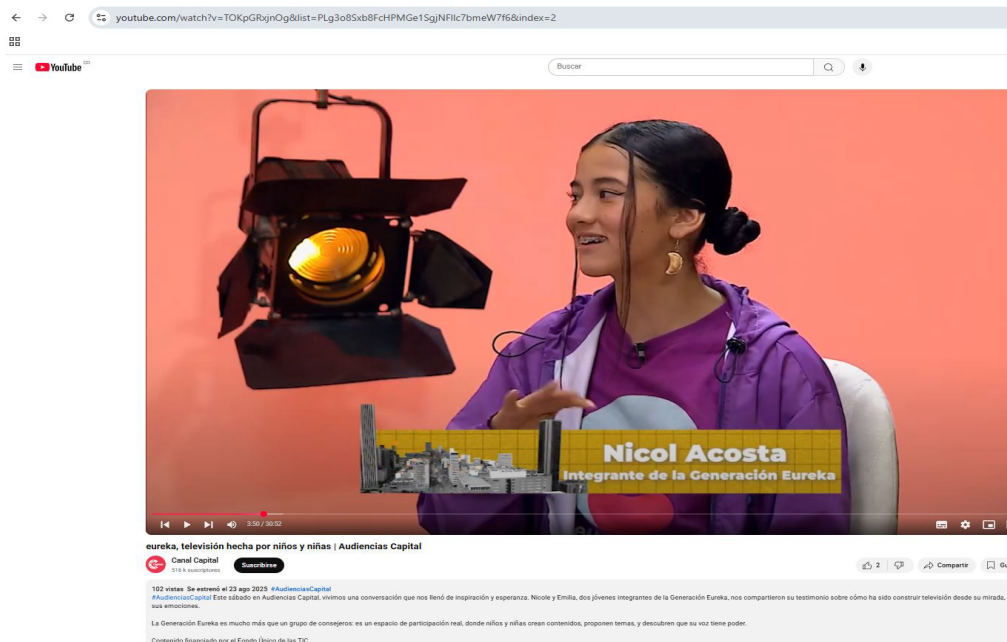 youtube.com/watch?v=TOKpGRxjnOg&list=PLg3o8Sxb8FcHPMGe1SgjNFIlc7bmeW7f6&index=2
YouTube
Buscar
Nicol Acosta
Integrante de la Generación Eureka
3:50 / 30:52
eureka, televisión hecha por niños y niñas | Audiencias Capital
Canal Capital
516 k suscriptores
Suscribirse
2
Compartir
102 vistas Se estrenó el 23 ago 2025 #AudienciasCapital
#AudienciasCapital Este sábado en Audiencias Capital, vivimos una conversación que nos llenó de inspiración y esperanza. Nicole y Emilia, dos jóvenes integrantes de la Generación Eureka, nos compartieron su testimonio sobre cómo ha sido construir televisión desde su mirada,
sus emociones.
La Generación Eureka es mucho más que un grupo de consejeros: es un espacio de participación real, donde niños y niñas crean contenidos, proponen temas, y descubren que su voz tiene poder.
Contenido financiado por el Fondo Único de las TIC